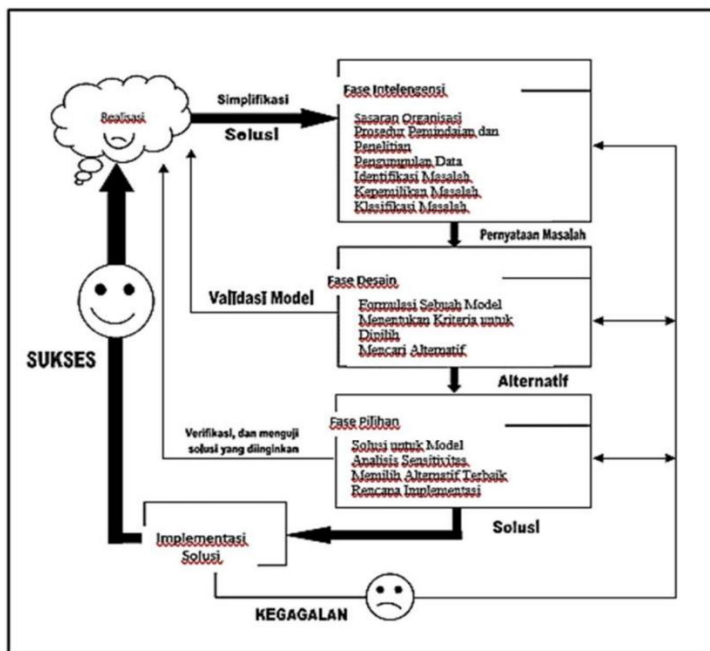 Realisasi
Simplifikasi
Solusi
Fase Intelengensi
Sasaran Organisasi
Prosedur Pemindaian dan
Penelitian
Pengumpulan Data
Identifikasi Masalah
Kepemilikan Masalah
Klasifikasi Masalah
Pernyataan Masalah
Fase Desain
Formulasi Sebuah Model
Menentukan Kriteria untuk
Dipilih
Mencari Alternatif
Validasi Model
SUKSES
Alternatif
Fase Pilihan
Solusi untuk Model
Analisis Sensitivitas
Memilih Alternatif Terbaik
Rencana Implementasi
Verifikasi, dan menguji
solusi yang diinginkan
Solusi
Implementasi
Solusi
KEGAGALAN